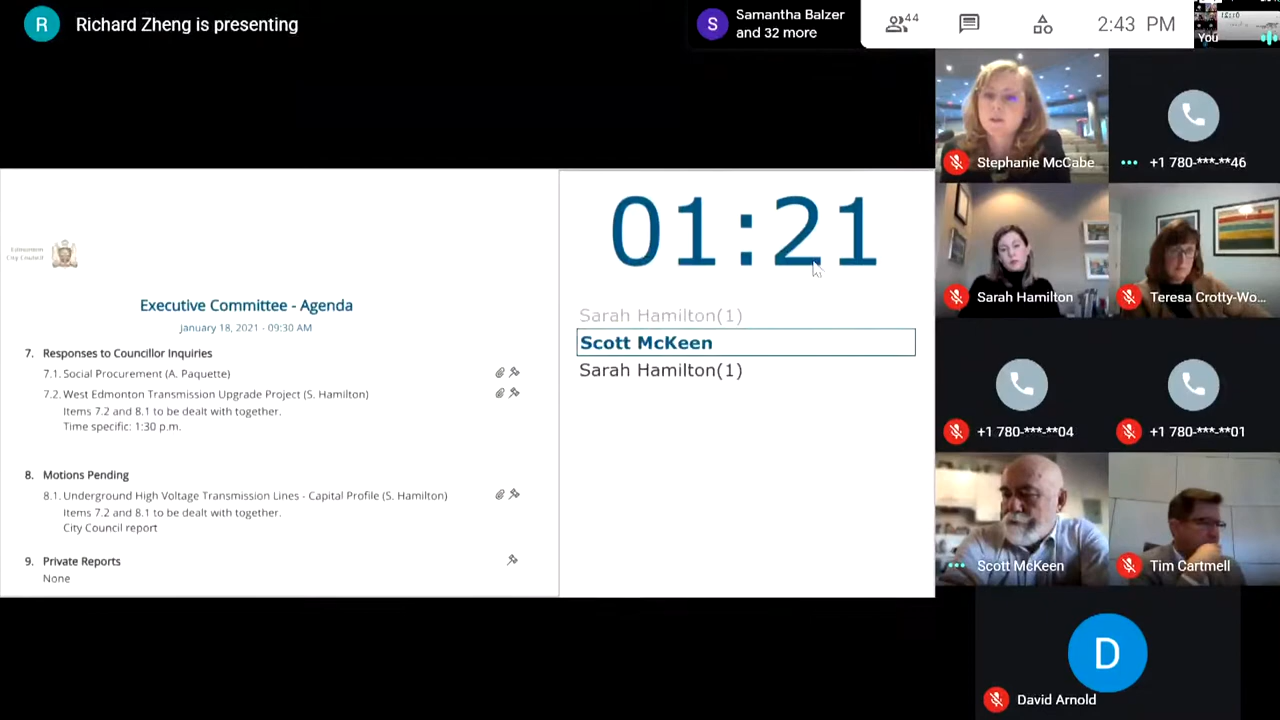 R Richard Zheng is presenting
S Samantha Balzer
and 32 more
44
2:43 PM
You
Stephanie McCabe
+1 780-***-**46
Sarah Hamilton
Teresa Crotty-Wo...
+1 780-***-**04
+1 780-***-**01
Scott McKeen
Tim Cartmell
D
David Arnold
Edmonton
City Council
Executive Committee - Agenda
January 18, 2021 - 09:30 AM
7. Responses to Councillor Inquiries
7.1. Social Procurement (A. Paquette)
7.2. West Edmonton Transmission Upgrade Project (S. Hamilton)
Items 7.2 and 8.1 to be dealt with together.
Time specific: 1:30 p.m.
8. Motions Pending
8.1. Underground High Voltage Transmission Lines - Capital Profile (S. Hamilton)
Items 7.2 and 8.1 to be dealt with together.
City Council report
9. Private Reports
None
01:21
Sarah Hamilton(1)
Scott McKeen
Sarah Hamilton(1)